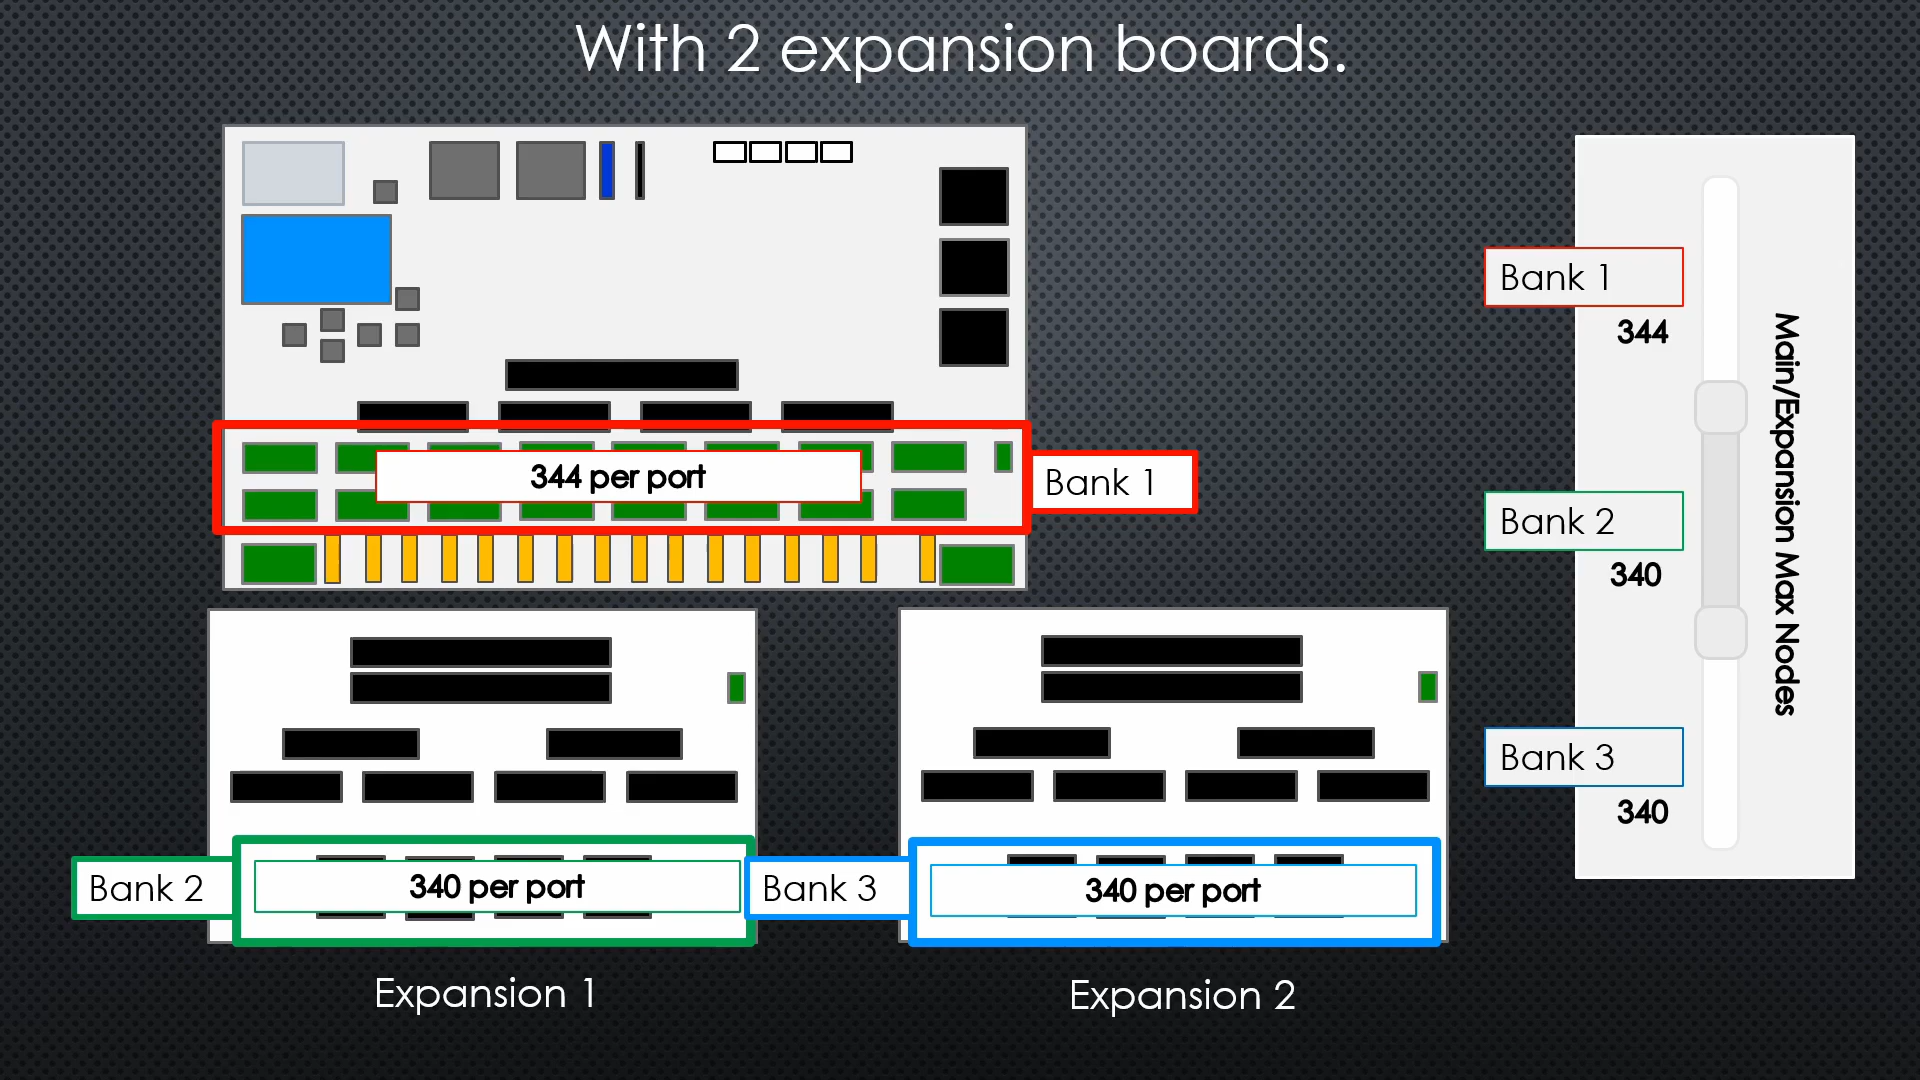 With 2 expansion boards.
344 per port
Bank 1
Bank 2
340 per port
Bank 3
340 per port
Expansion 1
Expansion 2
Bank 1
344
Bank 2
340
Bank 3
340
Main/Expansion Max Nodes